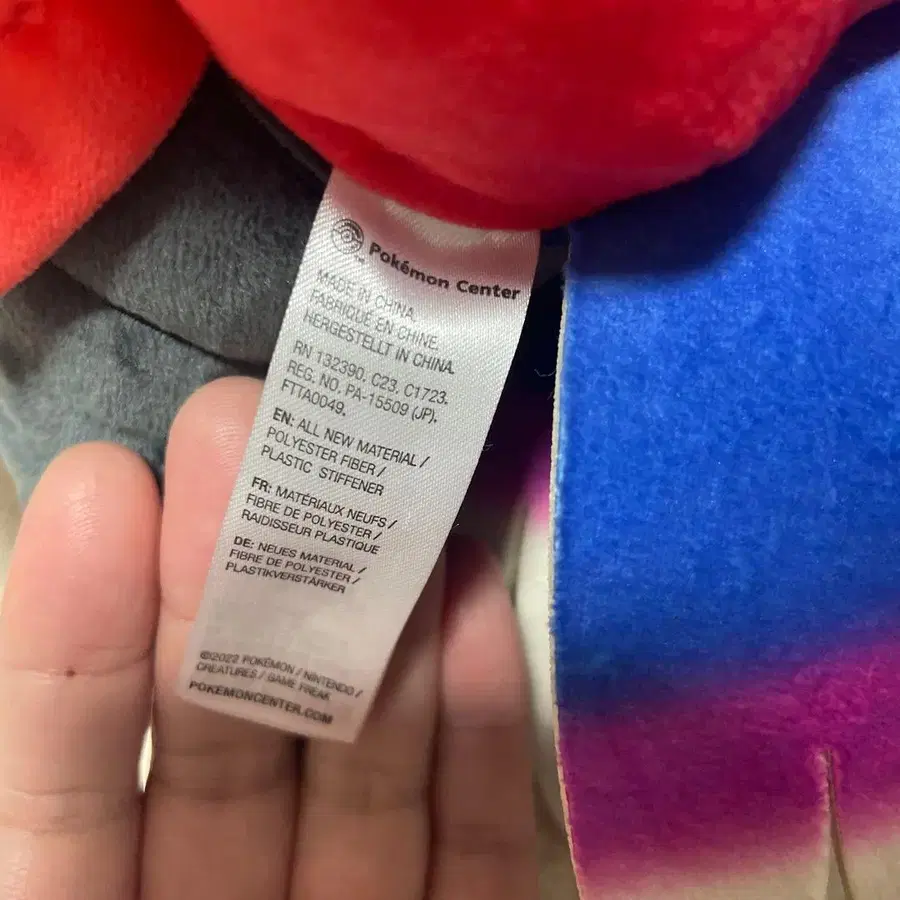 Pokémon Center
MADE IN CHINA.
FABRIQUÉ EN CHINE.
HERGESTELLT IN CHINA.
RN 132390. C23. C1723.
REG. NO. PA-15509 (JP).
FTTA0049.
EN: ALL NEW MATERIAL /
POLYESTER FIBER /
PLASTIC STIFFENER
FR: MATÉRIAUX NEUFS /
FIBRE DE POLYESTER /
RAIDISSEUR PLASTIQUE
DE: NEUES MATERIAL /
FIBRE DE POLYESTER /
PLASTIKVERSTÄRKER
©2022 POKÉMON / NINTENDO /
CREATURES / GAME FREAK
POKEMONCENTER.COM